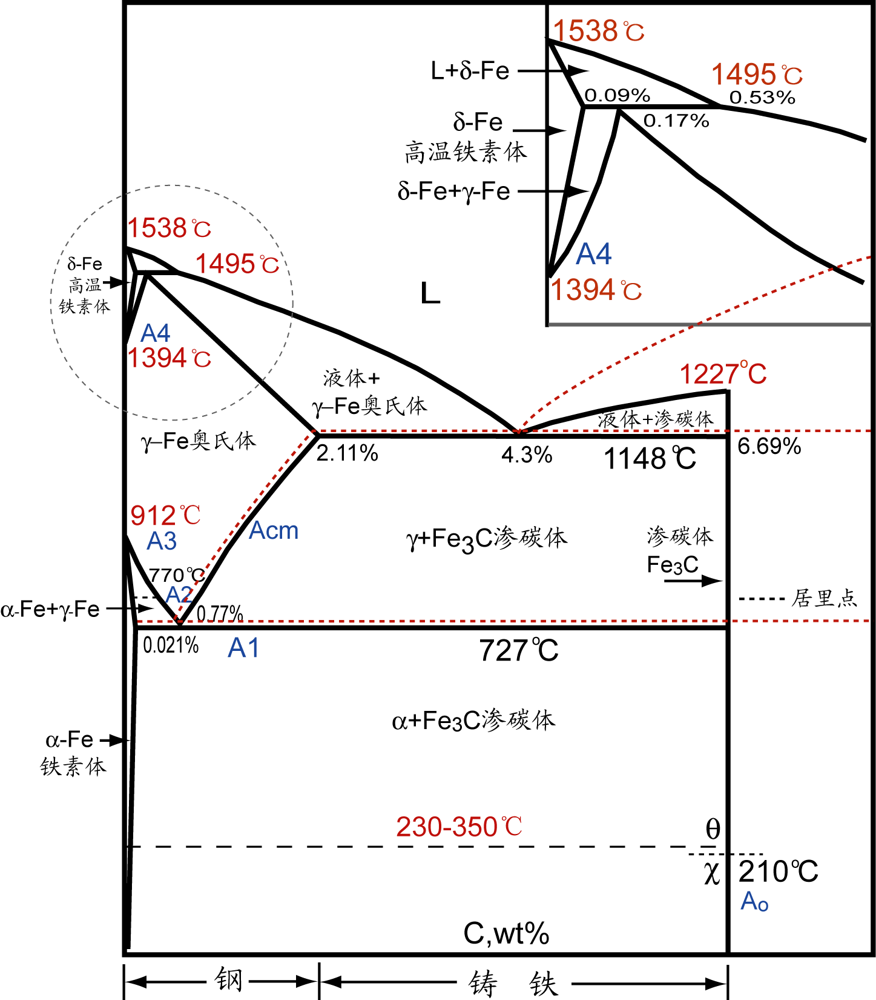 1538℃
L+δ-Fe
1495℃
0.09%
0.53%
δ-Fe
高温铁素体
0.17%
δ-Fe+γ-Fe
A4
1394℃
L
1538℃
1495℃
δ-Fe
高温
铁素体
A4
1394℃
液体+
γ–Fe奥氏体
1227°C
液体+渗碳体
γ–Fe奥氏体
2.11%
4.3%
1148°C
6.69%
912℃
A3
Acm
γ+Fe₃C渗碳体
渗碳体
Fe₃C
770℃
A2
α-Fe+γ-Fe
0.77%
居里点
0.021%
A1
727°C
α+Fe₃C渗碳体
α-Fe
铁素体
230-350℃
θ
χ
210°C
A₀
C,wt%
钢
铸 铁